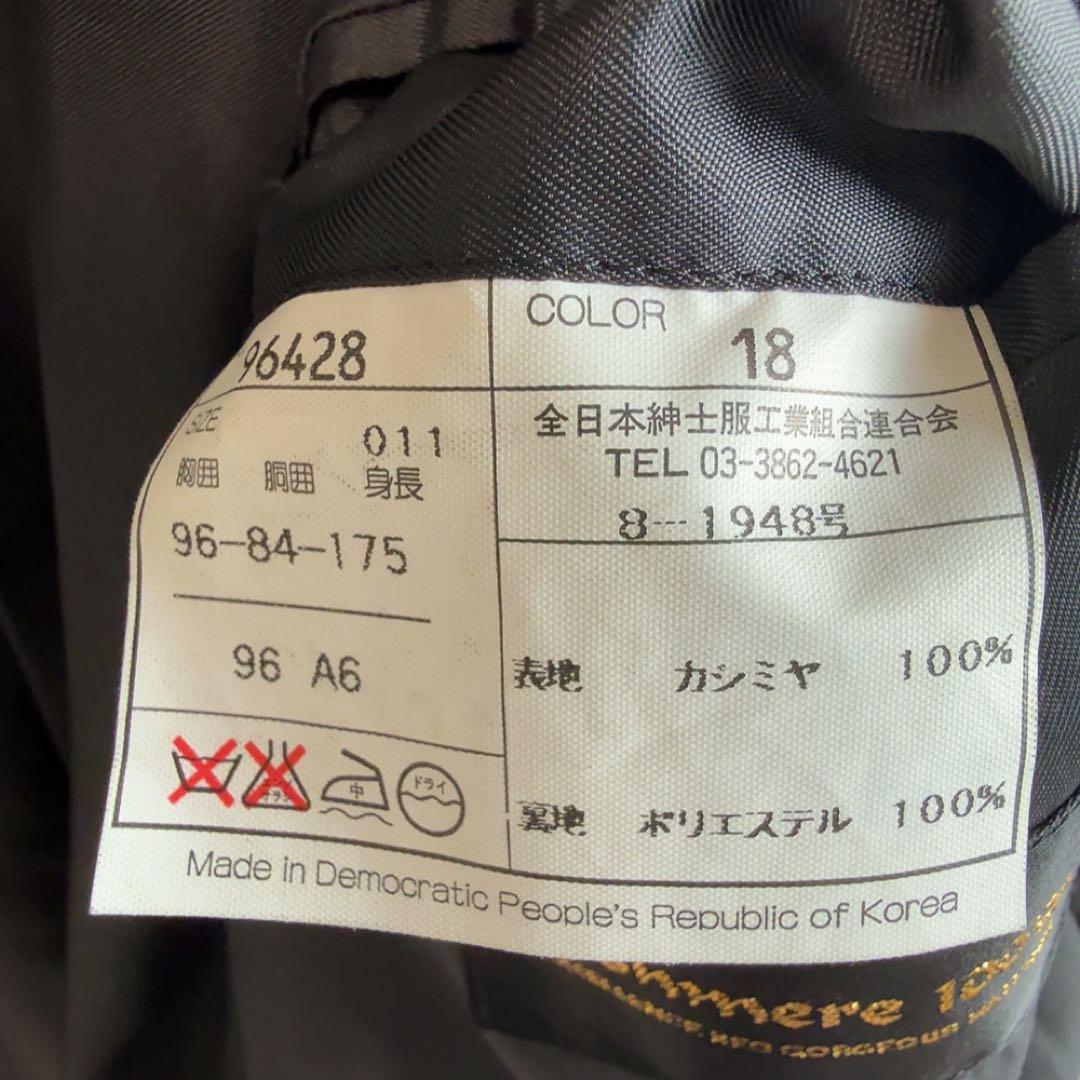 96428
COLOR 18
SIZE 011
胸囲 胴囲 身長
96-84-175
96 A6
全日本紳士服工業組合連合会
TEL 03-3862-4621
8---1948号
表地 カシミヤ 100%
裏地 ポリエステル 100%
中
ドライ
Made in Democratic People's Republic of Korea